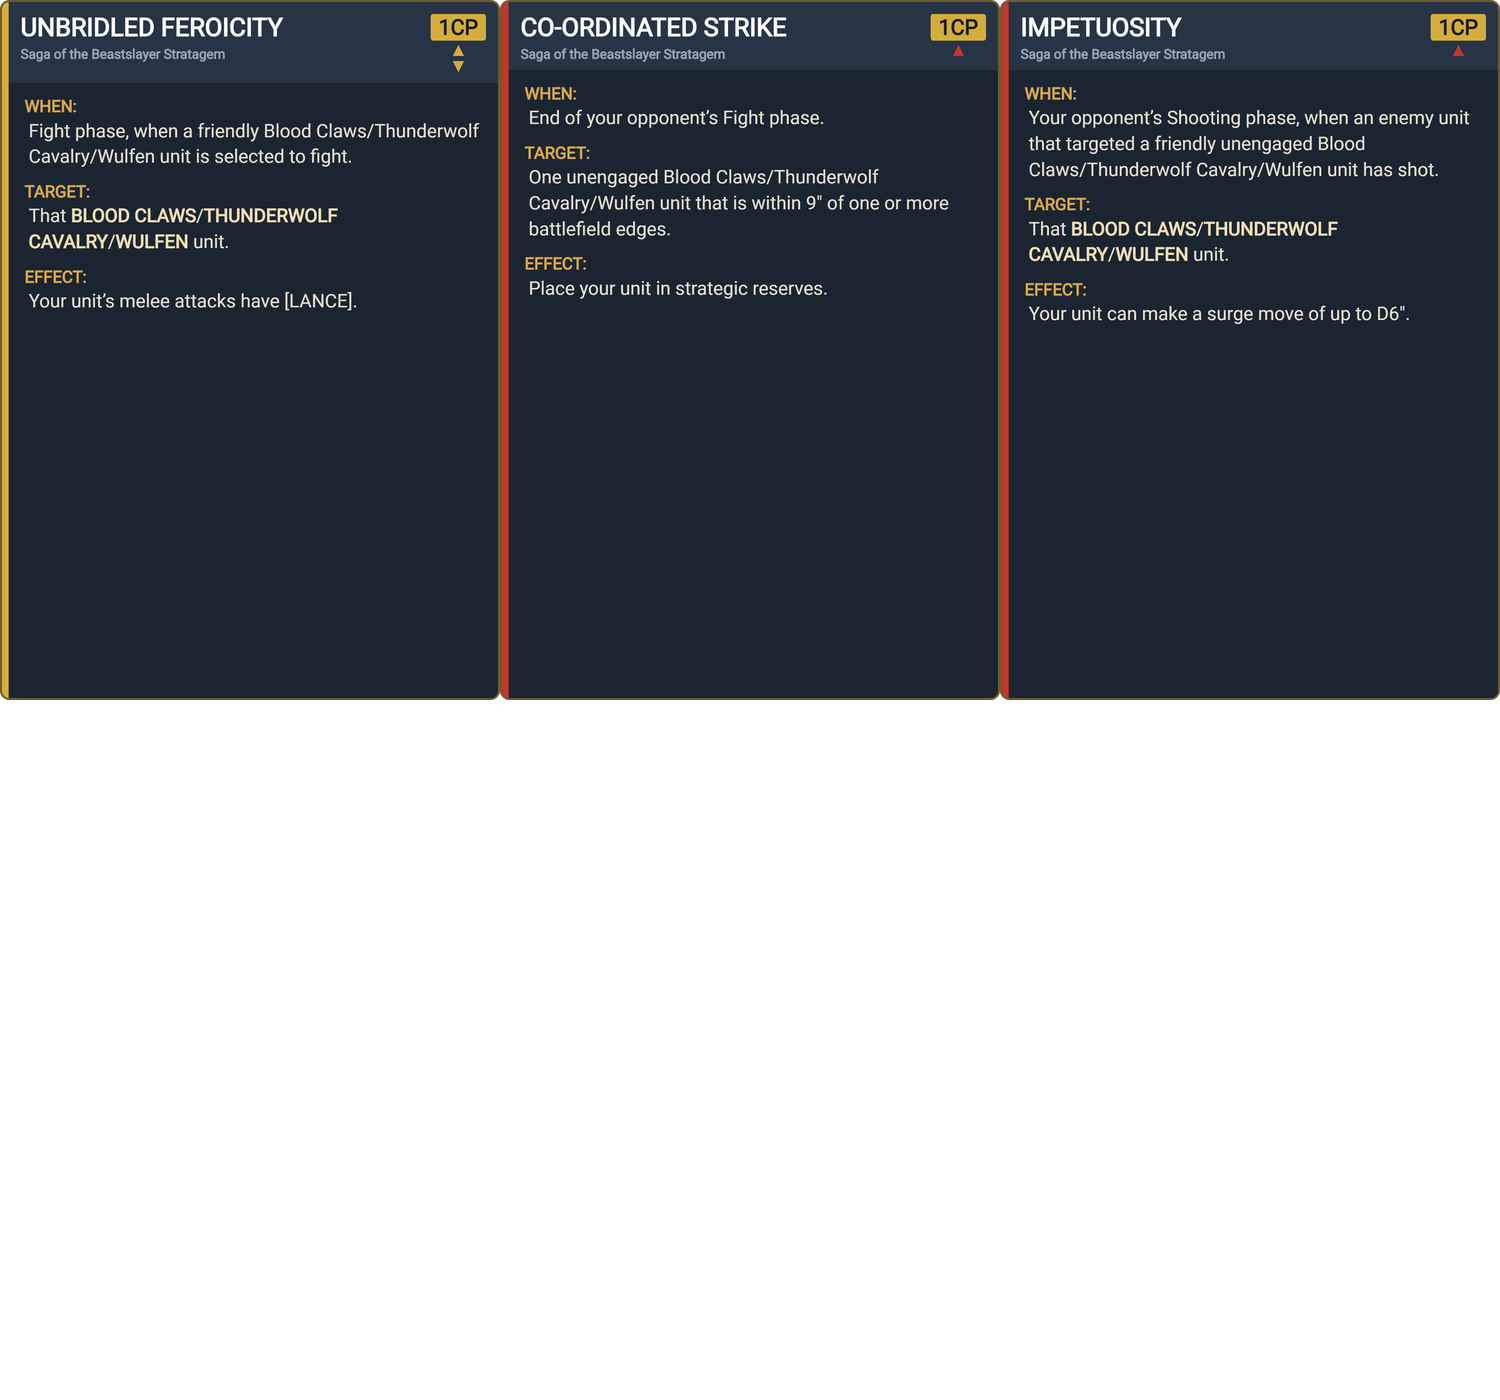 UNBRIDLED FEROICITY
1CP
Saga of the Beastslayer Stratagem
▲
▼
WHEN:
Fight phase, when a friendly Blood Claws/Thunderwolf
Cavalry/Wulfen unit is selected to fight.
TARGET:
That BLOOD CLAWS/THUNDERWOLF
CAVALRY/WULFEN unit.
EFFECT:
Your unit’s melee attacks have [LANCE].
CO-ORDINATED STRIKE
1CP
Saga of the Beastslayer Stratagem
▲
WHEN:
End of your opponent’s Fight phase.
TARGET:
One unengaged Blood Claws/Thunderwolf
Cavalry/Wulfen unit that is within 9" of one or more
battlefield edges.
EFFECT:
Place your unit in strategic reserves.
IMPETUOSITY
1CP
Saga of the Beastslayer Stratagem
▲
WHEN:
Your opponent’s Shooting phase, when an enemy unit
that targeted a friendly unengaged Blood
Claws/Thunderwolf Cavalry/Wulfen unit has shot.
TARGET:
That BLOOD CLAWS/THUNDERWOLF
CAVALRY/WULFEN unit.
EFFECT:
Your unit can make a surge move of up to D6".